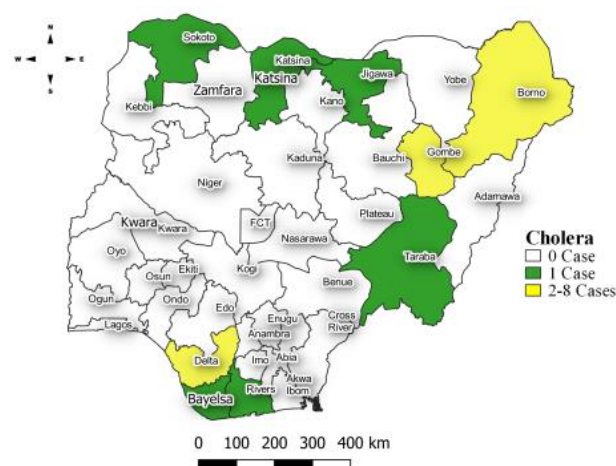 N
W E
S
Sokoto
Katsina
Katsina
Jigawa
Yobe
Borno
Zamfara
Kebbi
Kano
Gombe
Kaduna
Bauchi
Niger
Adamawa
Plateau
FCT
Kwara
Kwara
Nasarawa
Taraba
Oyo
Ekiti
Kogi
Osun
Benue
Ogun
Ondo
Edo
Enugu
Cross
River
Lagos
Anambra
Delta
Imo
Abia
Akwa
Ibom
Rivers
Bayelsa
Cholera
0 Case
1 Case
2-8 Cases
0 100 200 300 400 km